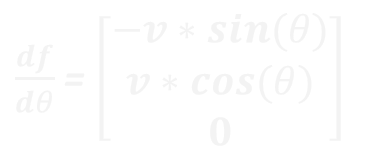 df/dθ = [−v * sin(θ)
v * cos(θ)
0]